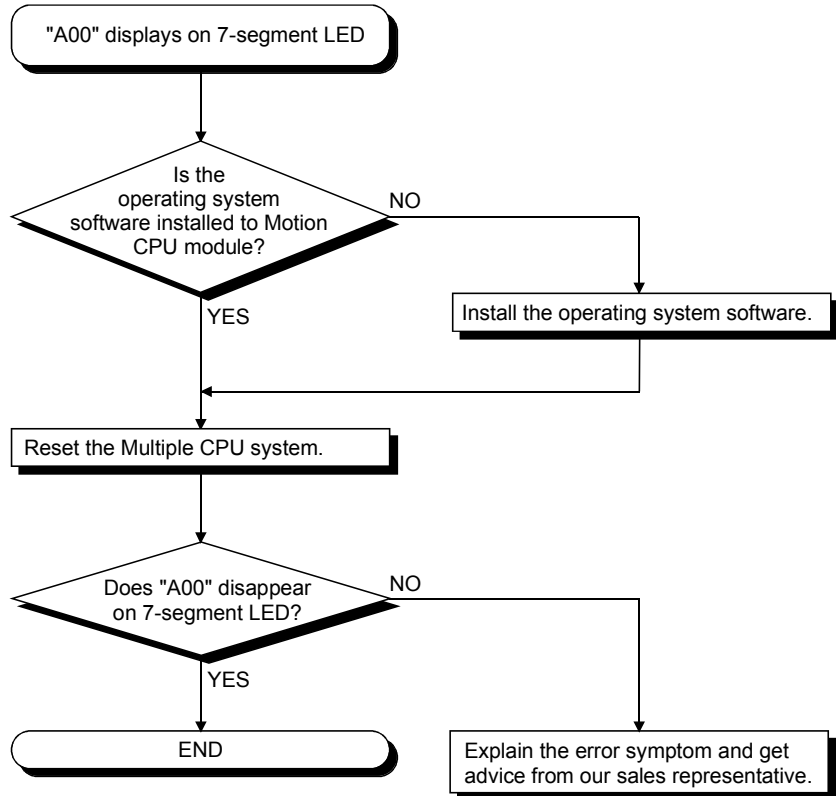 "A00" displays on 7-segment LED
Is the
operating system
software installed to Motion
CPU module?
NO
YES
Install the operating system software.
Reset the Multiple CPU system.
Does "A00" disappear
on 7-segment LED?
NO
YES
END
Explain the error symptom and get
advice from our sales representative.